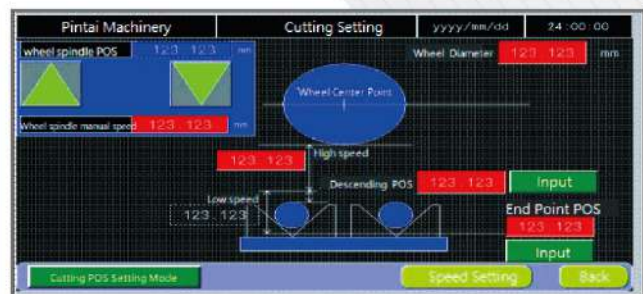 Pintai Machinery
Cutting Setting
yyyy/mm/dd
24:00:00
wheel spindle POS
123.123
mm
Wheel Diameter
123.123
mm
Wheel Center Point
Wheel spindle manual speed
123.123
mm
High speed
123.123
Descending POS
123.123
Input
Low speed
123.123
End Point POS
123.123
Input
Cutting POS Setting Mode
Speed Setting
Back